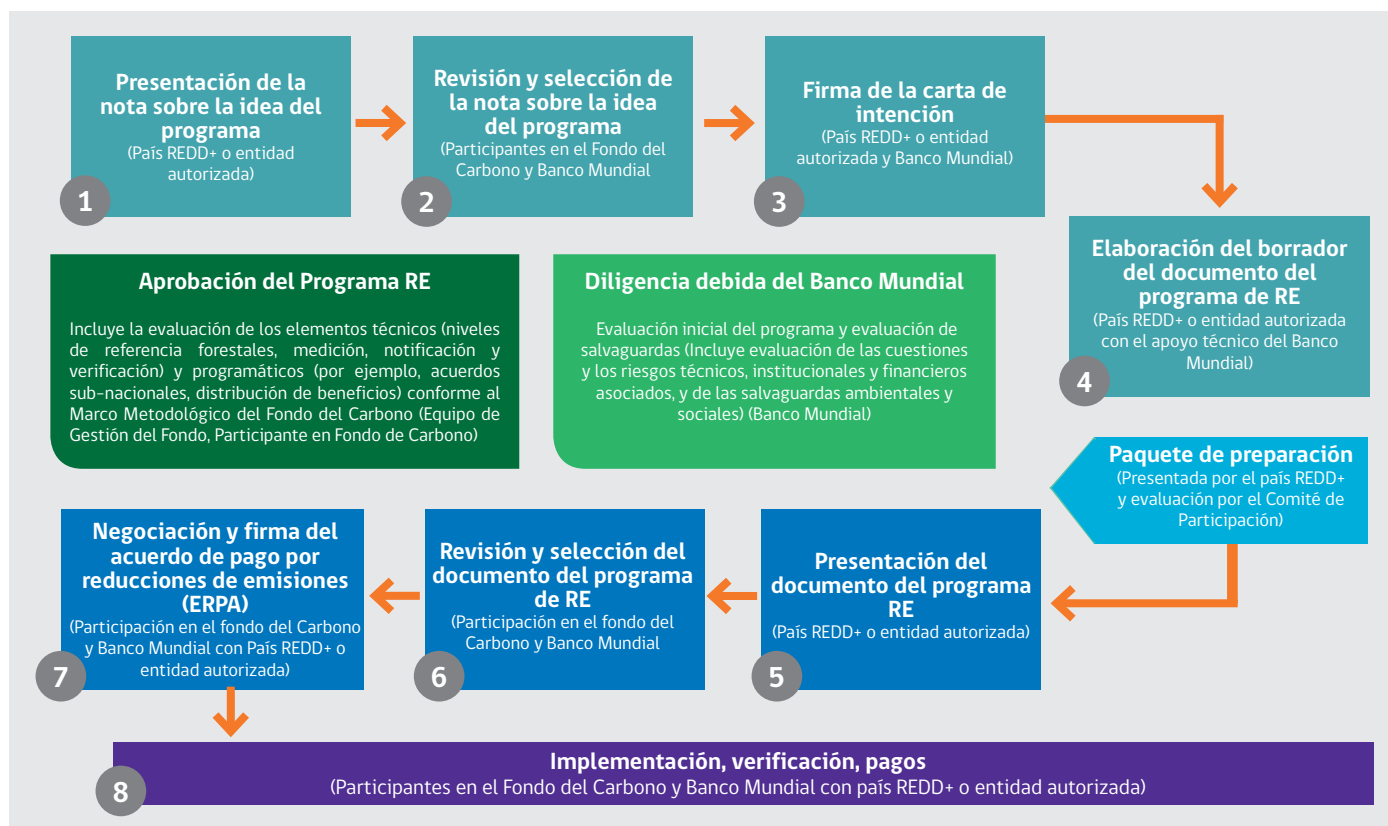 Presentación de la
nota sobre la idea del
programa
(País REDD+ o entidad
autorizada)
1
Revisión y selección de
la nota sobre la idea
del programa
(Participantes en el Fondo del
Carbono y Banco Mundial
2
Firma de la carta de
intención
(País REDD+ o entidad
autorizada y Banco Mundial)
3
Elaboración del borrador
del documento del
programa de RE
(País REDD+ o entidad autorizada
con el apoyo técnico del Banco
Mundial)
4
Aprobación del Programa RE
Incluye la evaluación de los elementos técnicos (niveles
de referencia forestales, medición, notificación y
verificación) y programáticos (por ejemplo, acuerdos
sub-nacionales, distribución de beneficios) conforme al
Marco Metodológico del Fondo del Carbono (Equipo de
Gestión del Fondo, Participante en Fondo de Carbono)
Diligencia debida del Banco Mundial
Evaluación inicial del programa y evaluación de
salvaguardas (Incluye evaluación de las cuestiones
y los riesgos técnicos, institucionales y financieros
asociados, y de las salvaguardas ambientales y
sociales) (Banco Mundial)
Paquete de preparación
(Presentada por el país REDD+
y evaluación por el Comité de
Participación)
Presentación del
documento del programa
RE
(País REDD+ o entidad autorizada)
5
Revisión y selección del
documento del programa
de RE
(Participación en el fondo del
Carbono y Banco Mundial
6
Negociación y firma del
acuerdo de pago por
reducciones de emisiones
(ERPA)
(Participación en el fondo del Carbono
y Banco Mundial con País REDD+ o
entidad autorizada)
7
Implementación, verificación, pagos
(Participantes en el Fondo del Carbono y Banco Mundial con país REDD+ o entidad autorizada)
8